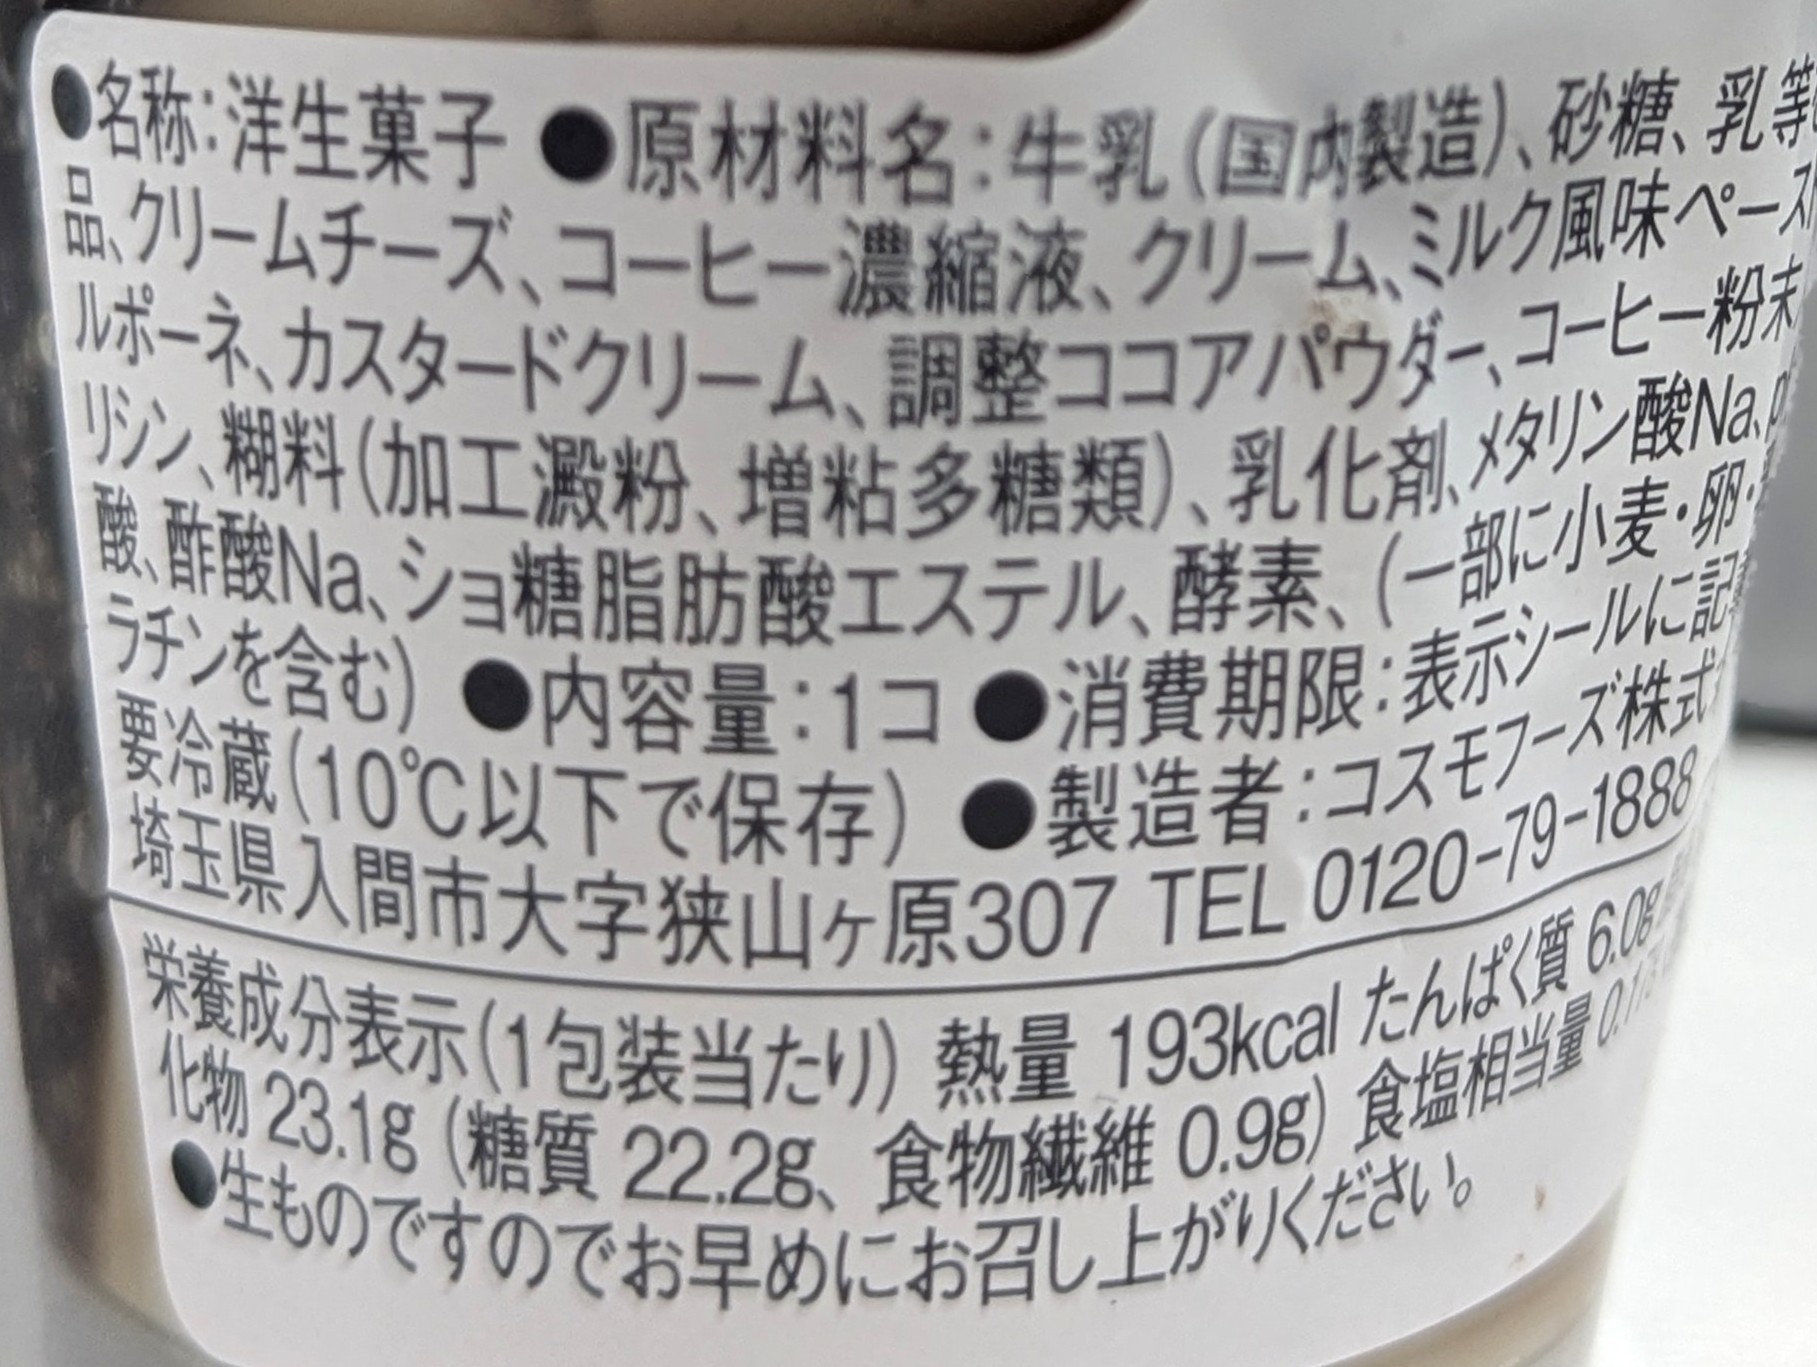 ●名称:洋生菓子 ●原材料名:牛乳(国内製造)、砂糖、乳等
品、クリームチーズ、コーヒー濃縮液、クリーム、ミルク風味ペースト
ルポーネ、カスタードクリーム、調整ココアパウダー、コーヒー粉末
リシン、糊料(加工澱粉、増粘多糖類)、乳化剤、メタリン酸Na、
酸、酢酸Na、ショ糖脂肪酸エステル、酵素、(一部に小麦・卵・
ラチンを含む) ●内容量:1コ ●消費期限:表示シールに記
要冷蔵(10℃以下で保存) ●製造者:コスモフーズ株式
埼玉県入間市大字狭山ヶ原307 TEL 0120-79-1888
栄養成分表示(1包装当たり) 熱量 193kcal たんぱく質 6.0g
化物 23.1g (糖質 22.2g、食物繊維 0.9g) 食塩相当量
●生ものですのでお早めにお召し上がりください。